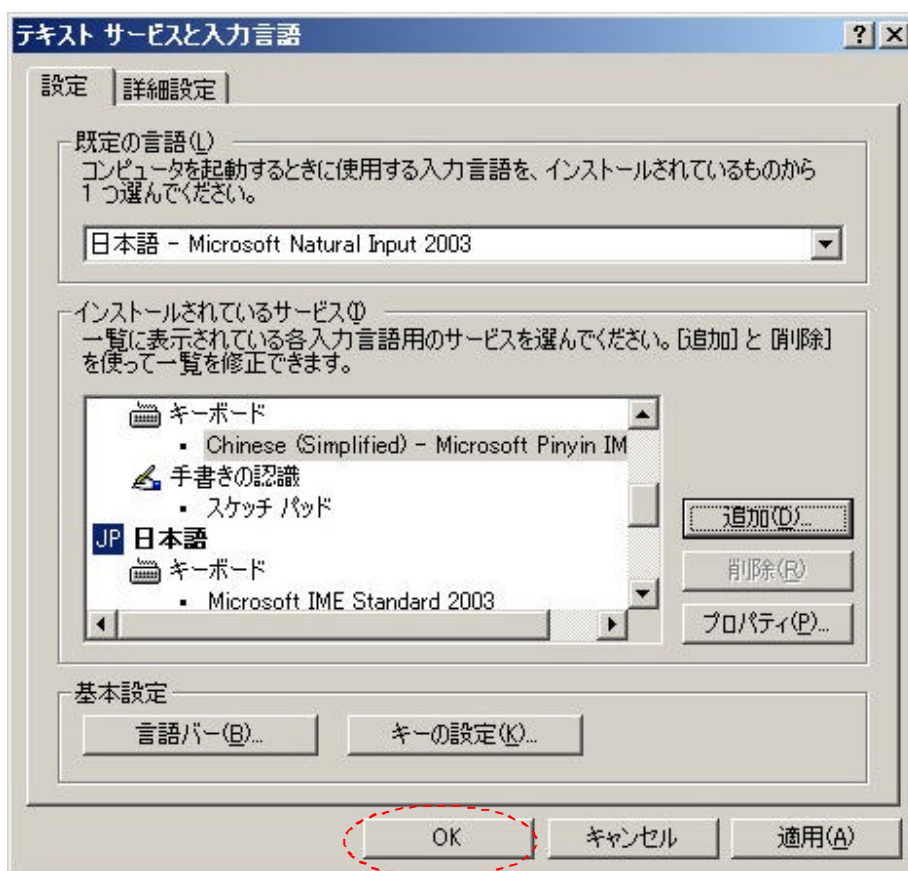 テキスト サービスと入力言語
設定
詳細設定
既定の言語(L)
コンピュータを起動するときに使用する入力言語を、インストールされているものから
1 つ選んでください。
日本語 - Microsoft Natural Input 2003
インストールされているサービス(I)
一覧に表示されている各入力言語用のサービスを選んでください。[追加] と [削除]
を使って一覧を修正できます。
キーボード
Chinese (Simplified) - Microsoft Pinyin IM
手書きの認識
スケッチ パッド
JP 日本語
キーボード
Microsoft IME Standard 2003
追加(D)...
削除(R)
プロパティ(P)...
基本設定
言語バー(B)...
キーの設定(K)...
OK
キャンセル
適用(A)